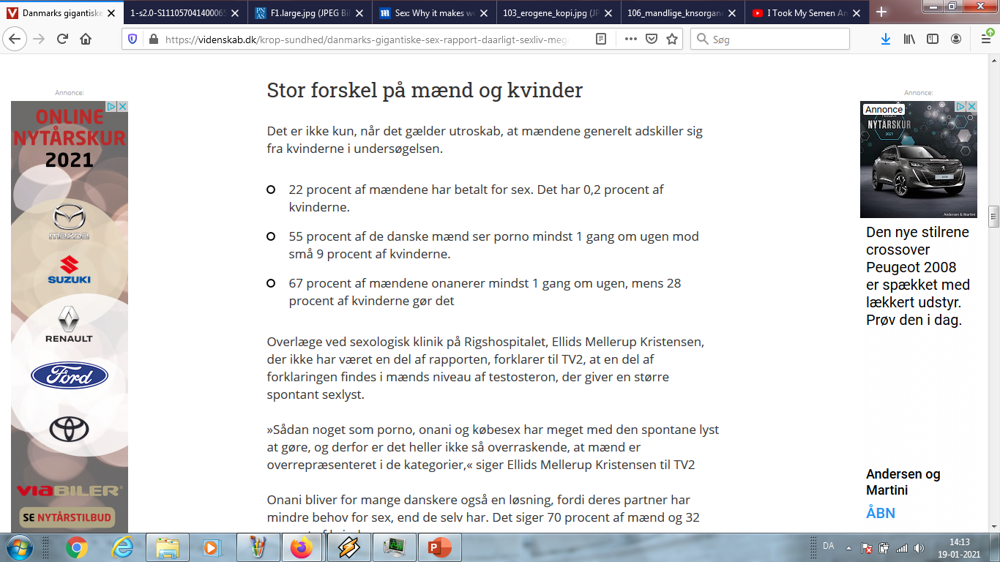 Danmarks gigantiske
1-s2.0-S111057041400065
F1.large.jpg (JPEG Bil
Sex: Why it makes wo
103_erogene_kopi.jpg (JP
106_mandlige_knsorgane
I Took My Semen An
https://videnskab.dk/krop-sundhed/danmarks-gigantiske-sex-rapport-daarligt-sexliv-meg
Søg
Annonce:
ONLINE
NYTÅRSKUR
2021
mazda
SUZUKI
RENAULT
Ford
VIABILER
SE NYTÅRSTILBUD
Stor forskel på mænd og kvinder
Det er ikke kun, når det gælder utroskab, at mændene generelt adskiller sig
fra kvinderne i undersøgelsen.
22 procent af mændene har betalt for sex. Det har 0,2 procent af
kvinderne.
55 procent af de danske mænd ser porno mindst 1 gang om ugen mod
små 9 procent af kvinderne.
67 procent af mændene onanerer mindst 1 gang om ugen, mens 28
procent af kvinderne gør det
Overlæge ved sexologisk klinik på Rigshospitalet, Ellids Mellerup Kristensen,
der ikke har været en del af rapporten, forklarer til TV2, at en del af
forklaringen findes i mænds niveau af testosteron, der giver en større
spontant sexlyst.
»Sådan noget som porno, onani og købesex har meget med den spontane lyst
at gøre, og derfor er det heller ikke så overraskende, at mænd er
overrepræsenteret i de kategorier,« siger Ellids Mellerup Kristensen til TV2
Onani bliver for mange danskere også en løsning, fordi deres partner har
mindre behov for sex, end de selv har. Det siger 70 procent af mænd og 32
Annonce:
Annonce
PEUGEOT
NYTÅRSKUR
2021
Andersen & Martini
Den nye stilrene
crossover
Peugeot 2008
er spækket med
lækkert udstyr.
Prøv den i dag.
Andersen og
Martini
ÅBN
DA
14:13
19-01-2021